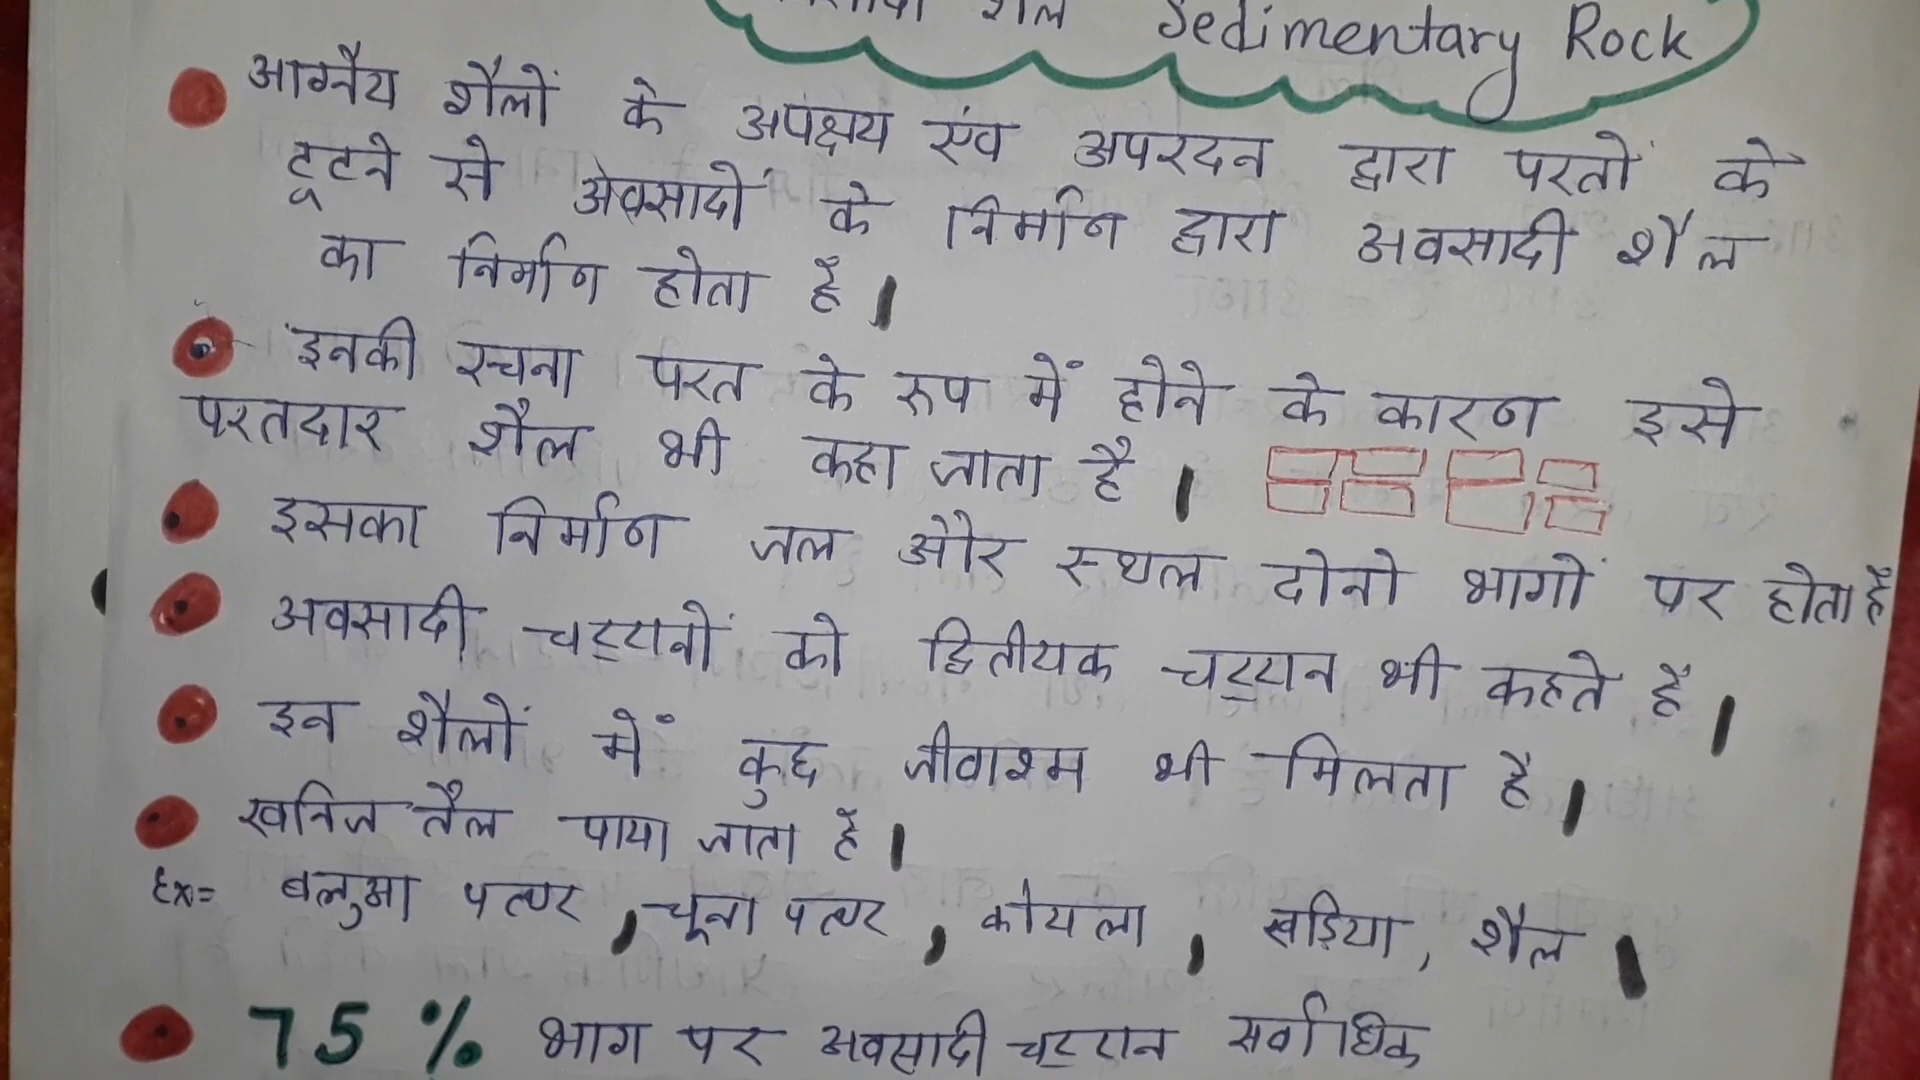 शैल Sedimentary Rock
आग्नैय शैलों के अपक्षय एंव अपरदन द्वारा परतों के
टूटने से अवसादों के निर्माण द्वारा अवसादी शैल
का निर्माण होता है।
इनकी रचना परत के रुप में होने के कारण इसे
परतदार शैल भी कहा जाता है।
इसका निर्माण जल और स्थल दोनो भागों पर होता है
अवसादी चट्टानों को द्वितीयक चट्टान भी कहते है।
इन शैलों में कुछ जीवाश्म भी मिलता है।
खनिज तैल पाया जाता है।
Ex= बलुआ पत्थर, चूना पत्थर, कोयला, खड़िया, शैल।
75% भाग पर अवसादी चट्टान सर्वाधिक